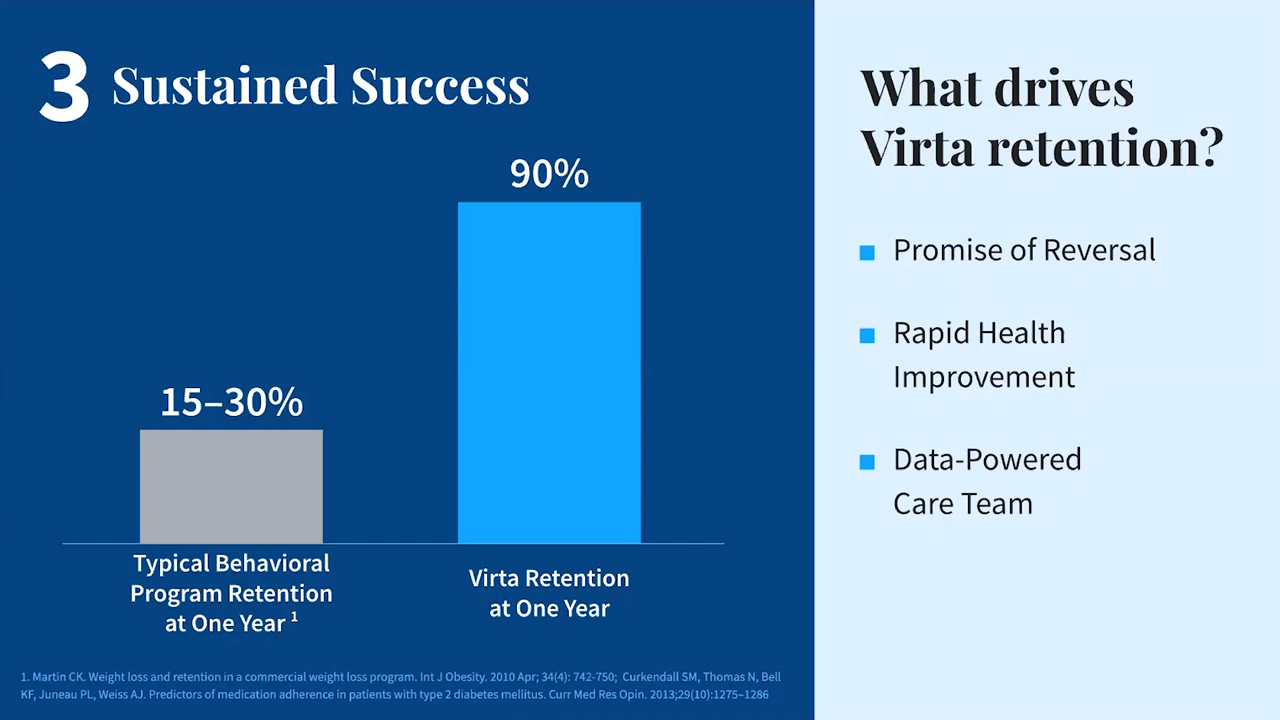 3 Sustained Success
90%
15–30%
Typical Behavioral
Program Retention
at One Year 1
Virta Retention
at One Year
1. Martin CK. Weight loss and retention in a commercial weight loss program. Int J Obesity. 2010 Apr; 34(4): 742-750; Curkendall SM, Thomas N, Bell
KF, Juneau PL, Weiss AJ. Predictors of medication adherence in patients with type 2 diabetes mellitus. Curr Med Res Opin. 2013;29(10):1275–1286
What drives
Virta retention?
Promise of Reversal
Rapid Health
Improvement
Data-Powered
Care Team